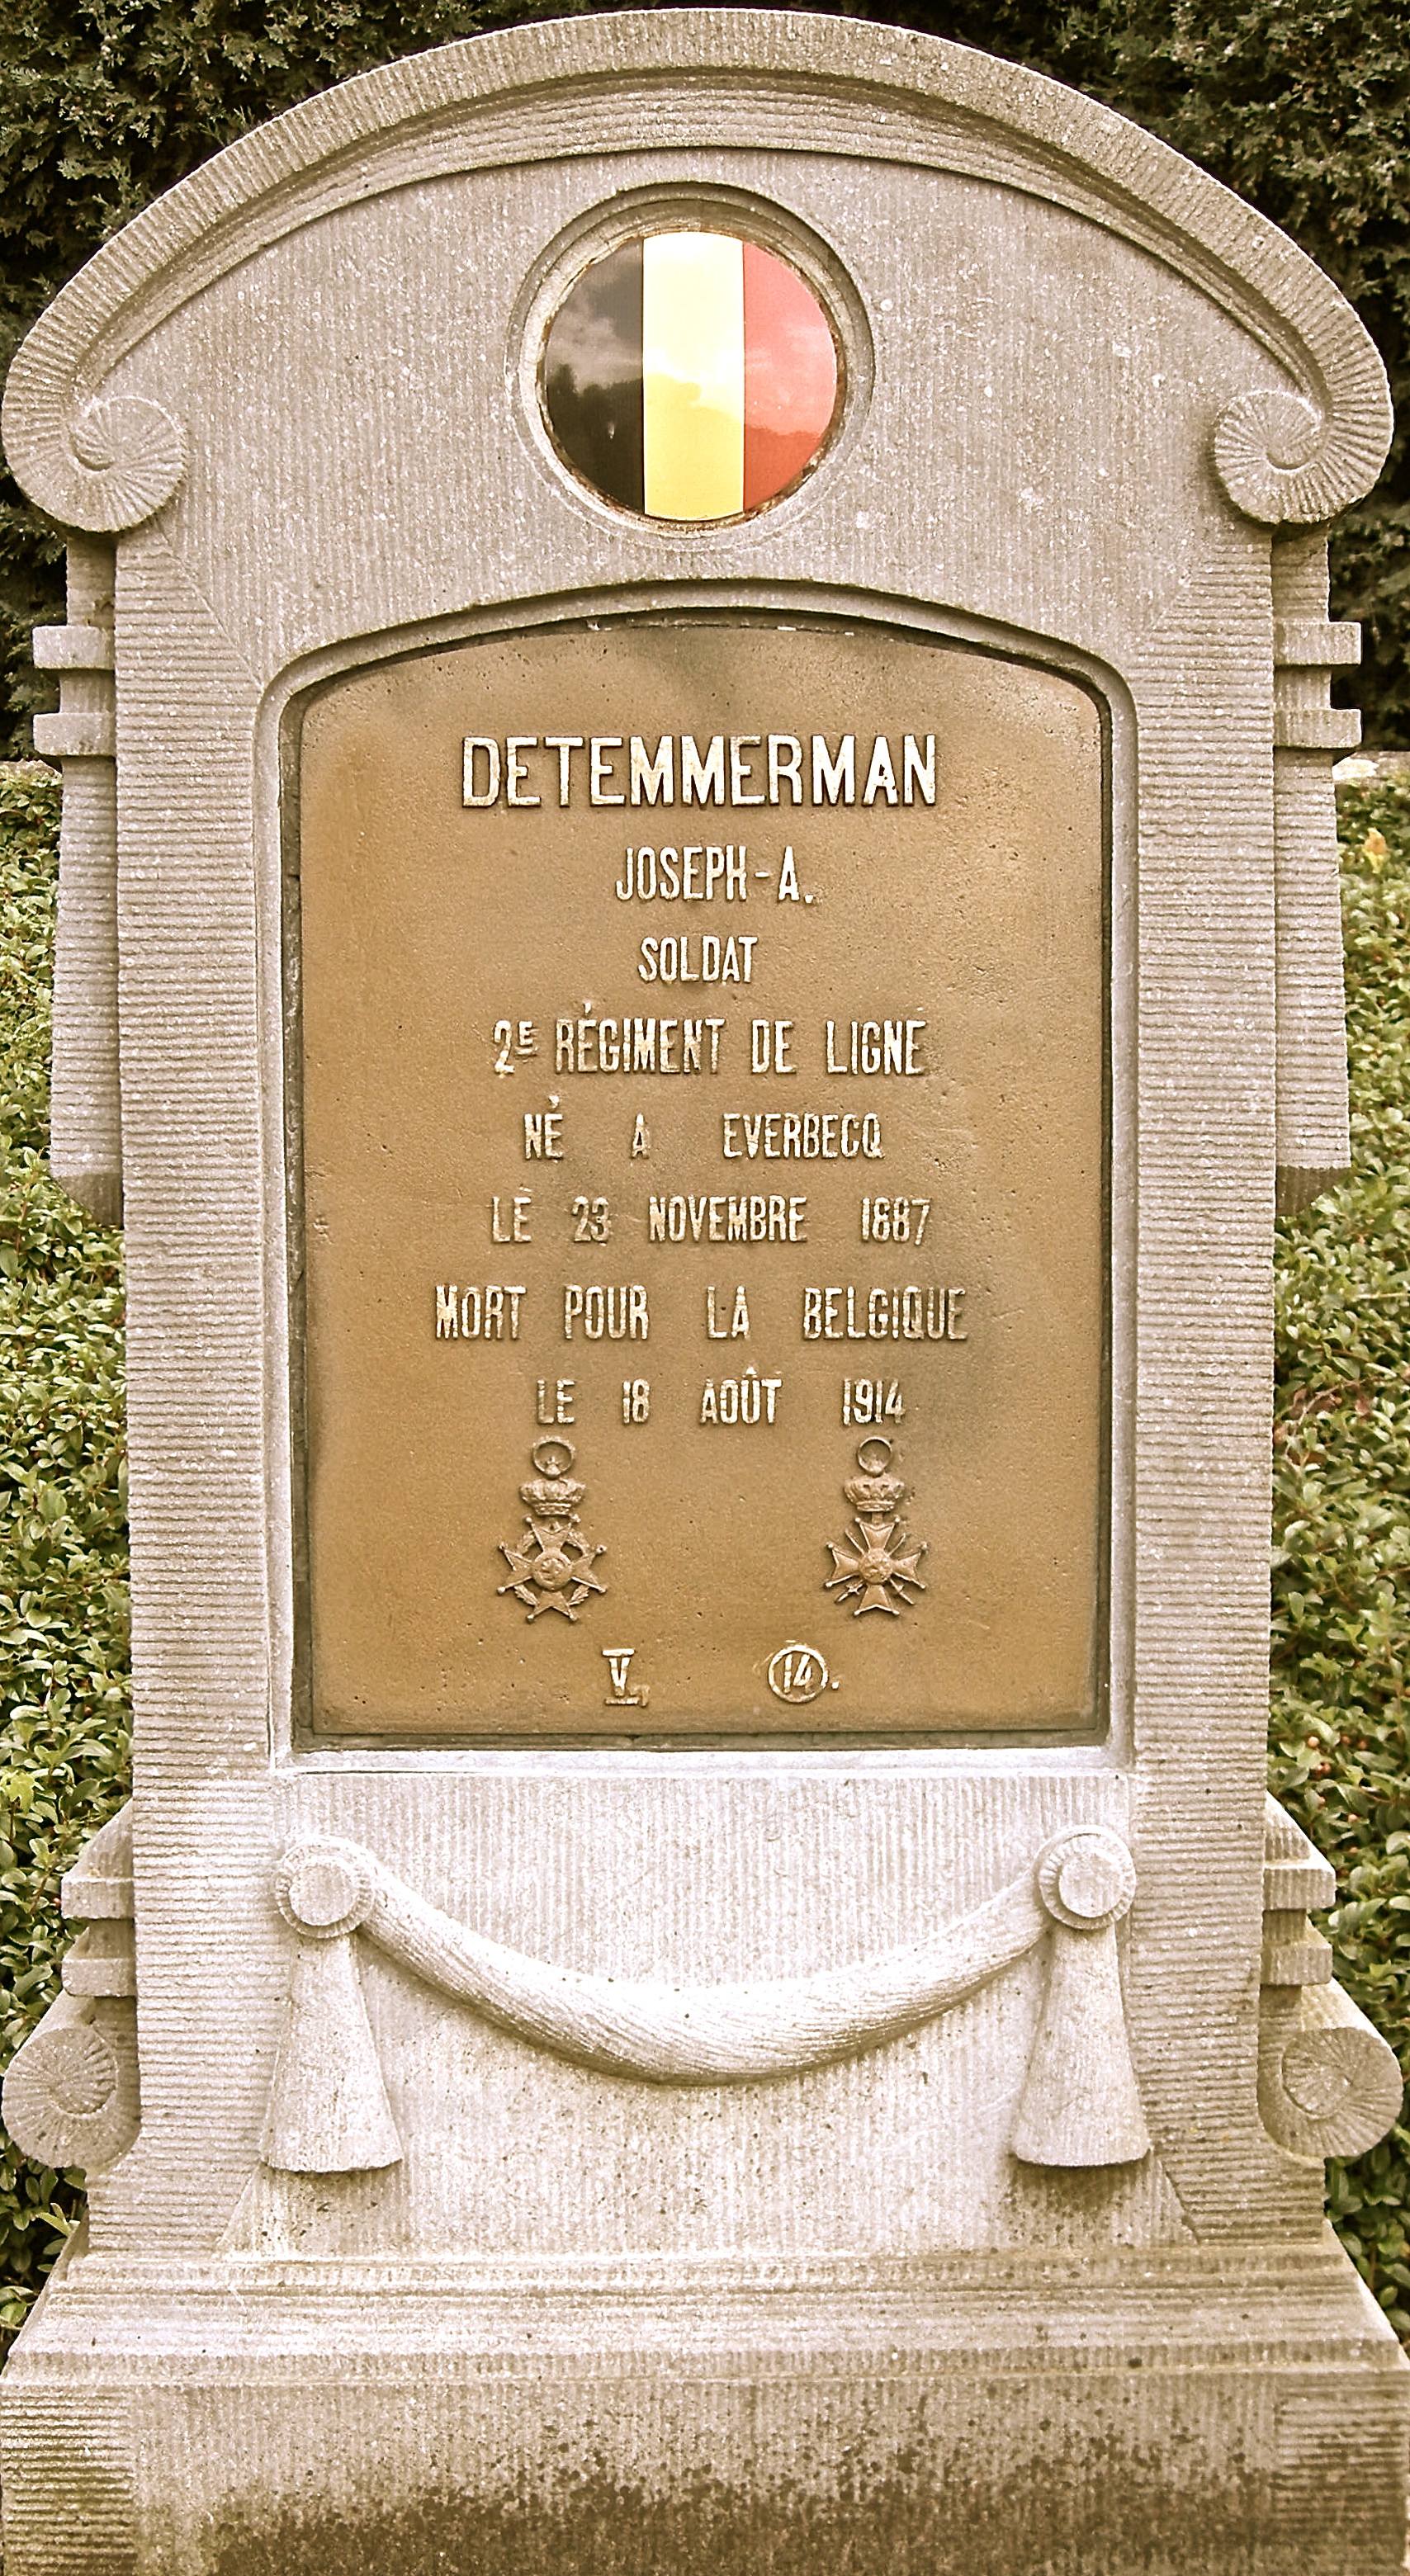 DETEMMERMAN
JOSEPH-A.
SOLDAT
2E RÉGIMENT DE LIGNE
NÉ A EVERBECQ
LE 23 NOVEMBRE 1887
MORT POUR LA BELGIQUE
LE 18 AOÛT 1914
V, 14.